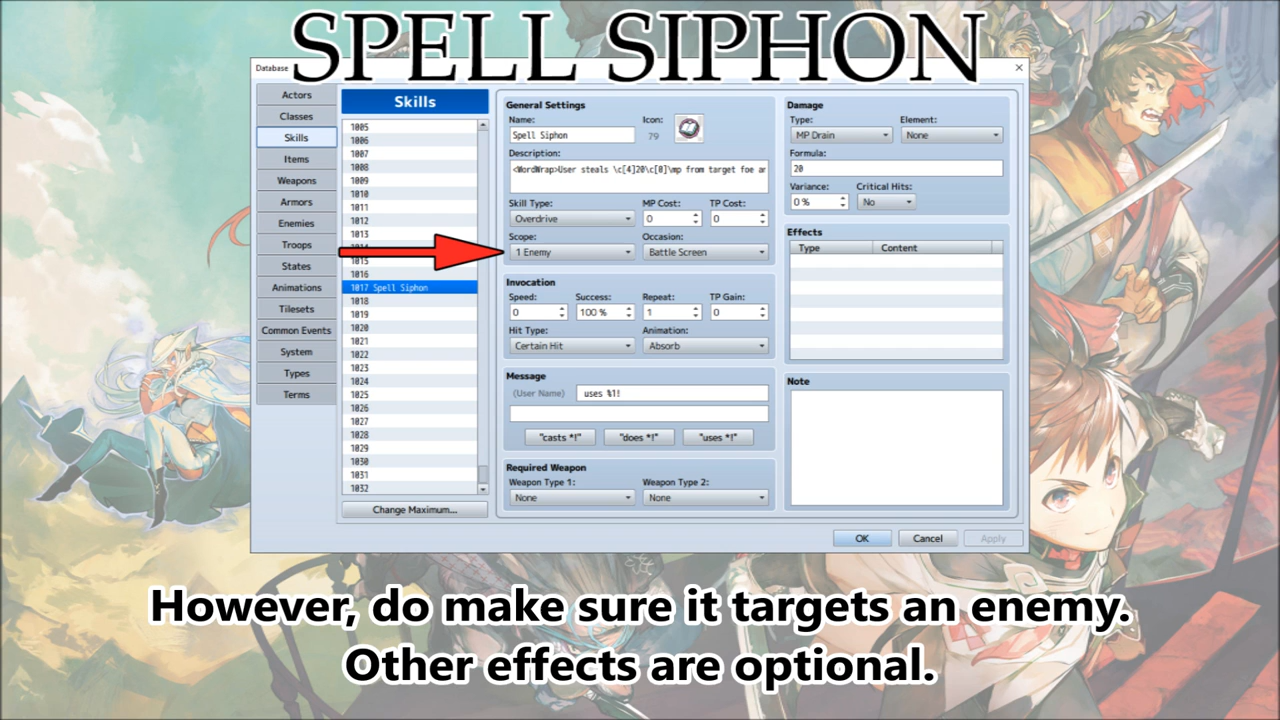 SPELL SIPHON
Database
Actors
Classes
Skills
Items
Weapons
Armors
Enemies
Troops
States
Animations
Tilesets
Common Events
System
Types
Terms
Skills
1005
1006
1007
1008
1009
1010
1011
1012
1013
1014
1015
1016
1017 Spell Siphon
1018
1019
1020
1021
1022
1023
1024
1025
1026
1027
1028
1029
1030
1031
1032
Change Maximum...
General Settings
Name: Icon:
Spell Siphon 79
Description:
<WordWrap>User steals \c[4]20\c[0]\mp from target foe ar
Skill Type: MP Cost: TP Cost:
Overdrive 0 0
Scope: Occasion:
1 Enemy Battle Screen
Invocation
Speed: Success: Repeat: TP Gain:
0 100 % 1 0
Hit Type: Animation:
Certain Hit Absorb
Message
(User Name) uses %1!
"casts *!" "does *!" "uses *!"
Required Weapon
Weapon Type 1: Weapon Type 2:
None None
Damage
Type: Element:
MP Drain None
Formula:
20
Variance: Critical Hits:
0 % No
Effects
Type Content
Note
OK Cancel Apply
However, do make sure it targets an enemy.
Other effects are optional.